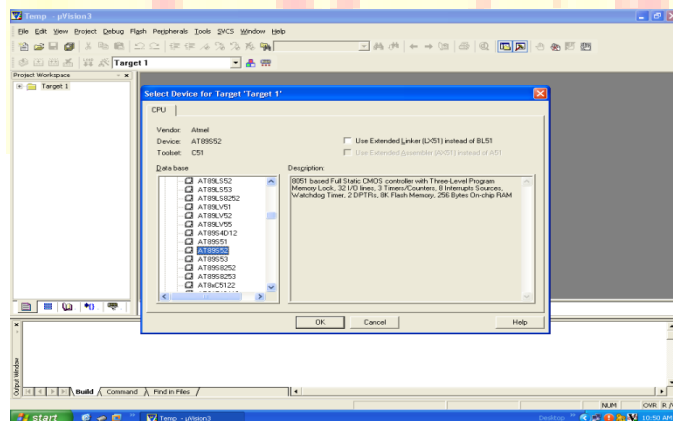 Temp - µVision3
File Edit View Project Debug Flash Peripherals Tools SVCS Window Help
Target 1
Project Workspace
Target 1
Select Device for Target 'Target 1'
CPU
Vendor: Atmel
Device: AT89S52
Toolset: C51
Use Extended Linker (LX51) instead of BL51
Use Extended Assembler (AX51) instead of A51
Data base
Description:
AT89LS52
AT89LS53
AT89LS8252
AT89LV51
AT89LV52
AT89LV55
AT89S4D12
AT89S51
AT89S52
AT89S53
AT89S8252
AT89S8253
AT8xC5122
8051 based Full Static CMOS controller with Three-Level Program
Memory Lock, 32 I/O lines, 3 Timers/Counters, 8 Interrupts Sources,
Watchdog Timer, 2 DPTRs, 8K Flash Memory, 256 Bytes On-chip RAM
OK Cancel Help
Output Window
Build Command Find in Files
NUM OVR R
start
Temp - µVision3
Desktop
10:50 AM